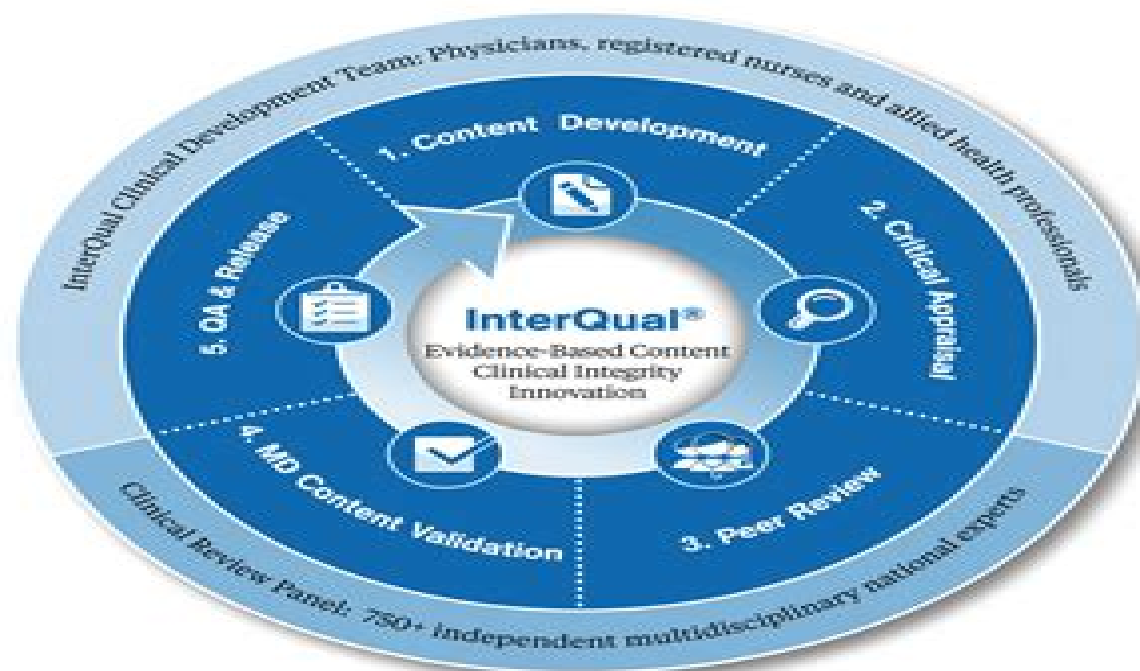 InterQual Clinical Development Team: Physicians, registered nurses and allied health professionals
1. Content Development
2. Critical Appraisal
3. Peer Review
4. MD Content Validation
5. QA & Release
InterQual®
Evidence-Based Content
Clinical Integrity
Innovation
Clinical Review Panel: 750+ independent multidisciplinary national experts